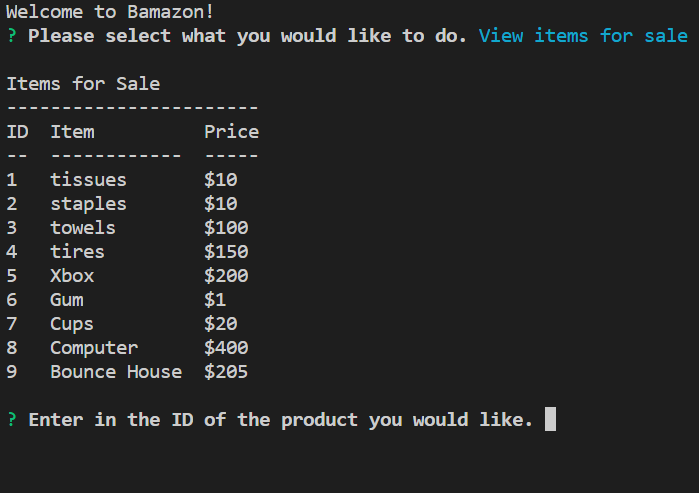 Welcome to Bamazon!
? Please select what you would like to do. View items for sale
Items for Sale
-----------------------
ID  Item          Price
--  ------------  -----
1   tissues       $10
2   staples       $10
3   towels        $100
4   tires         $150
5   Xbox          $200
6   Gum           $1
7   Cups          $20
8   Computer      $400
9   Bounce House  $205
? Enter in the ID of the product you would like.